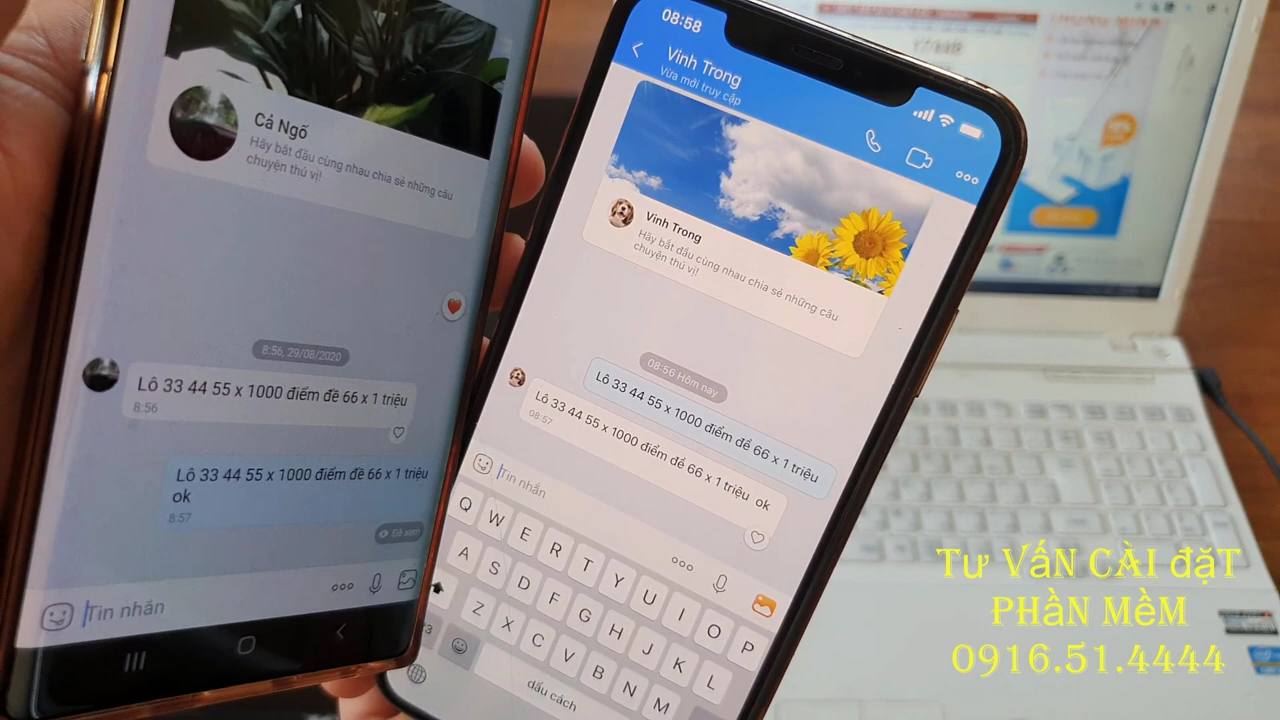 Cả Ngố
Hãy bắt đầu cùng nhau chia sẻ những câu
chuyện thú vị!
8:56, 29/08/2020
Lô 33 44 55 x 1000 điểm đề 66 x 1 triệu
8:56
Lô 33 44 55 x 1000 điểm đề 66 x 1 triệu
ok
8:57
Đã xem
Tin nhắn
08:58
Vinh Trong
Vừa mới truy cập
Vinh Trong
Hãy bắt đầu cùng nhau chia sẻ những câu
chuyện thú vị!
08:56 Hôm nay
Lô 33 44 55 x 1000 điểm đề 66 x 1 triệu
Lô 33 44 55 x 1000 điểm đề 66 x 1 triệu ok
08:57
Tin nhắn
Q W E R T Y U I O P
A S D F G H J K L
Z X C V B N M
dấu cách
Tư Vấn CÀI đặT
PHầN MềM
0916.51.4444